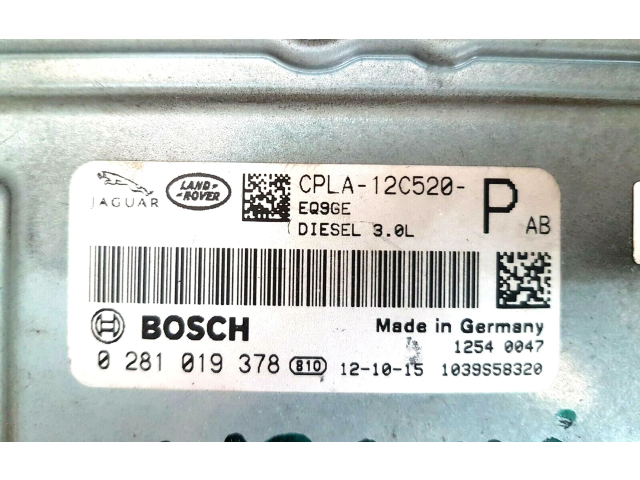 JAGUAR
LAND-
-ROVER
CPLA-12C520-
P
AB
EQ9GE
DIESEL 3.0L
BOSCH
Made in Germany
1254 0047
0 281 019 378
B10
12-10-15
1039S58320